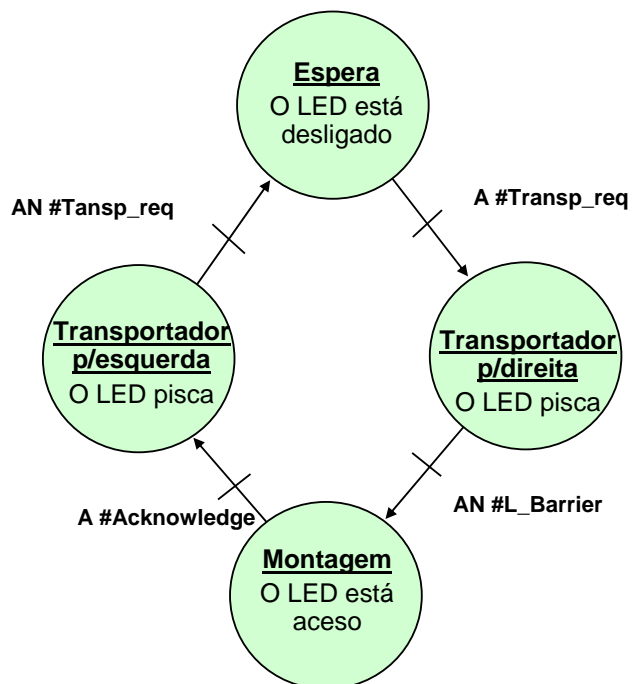 Espera
O LED está
desligado
AN #Tansp_req
A #Transp_req
Transportador
p/esquerda
O LED pisca
Transportador
p/direita
O LED pisca
A #Acknowledge
AN #L_Barrier
Montagem
O LED está
aceso